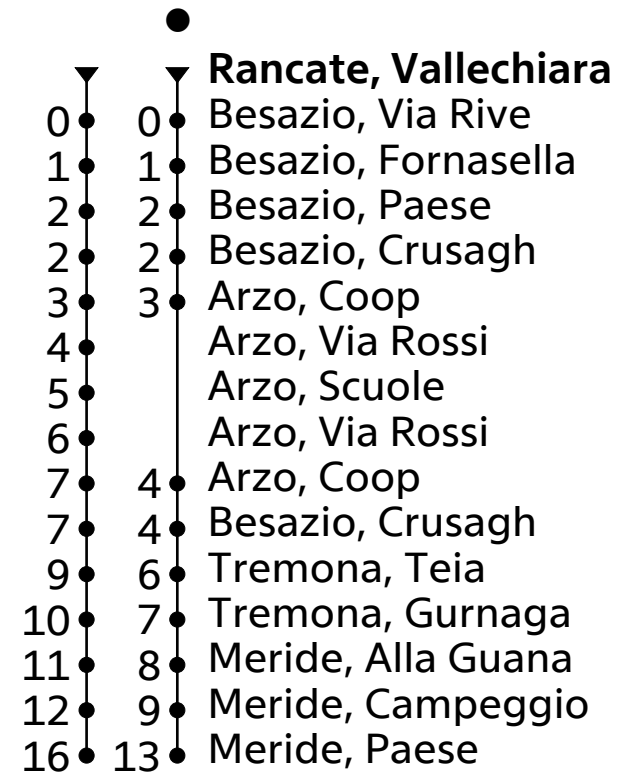 Rancate, Vallechiara
0 0 Besazio, Via Rive
1 1 Besazio, Fornasella
2 2 Besazio, Paese
2 2 Besazio, Crusagh
3 3 Arzo, Coop
4 Arzo, Via Rossi
5 Arzo, Scuole
6 Arzo, Via Rossi
7 4 Arzo, Coop
7 4 Besazio, Crusagh
9 6 Tremona, Teia
10 7 Tremona, Gurnaga
11 8 Meride, Alla Guana
12 9 Meride, Campeggio
16 13 Meride, Paese